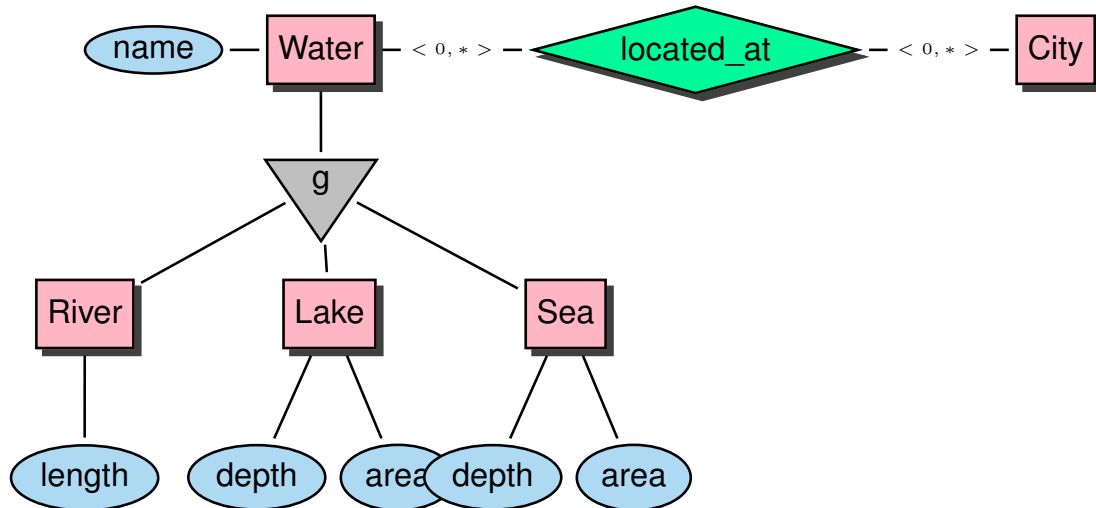 name Water < 0, * > located_at < 0, * > City
g
River Lake Sea
length depth area depth area